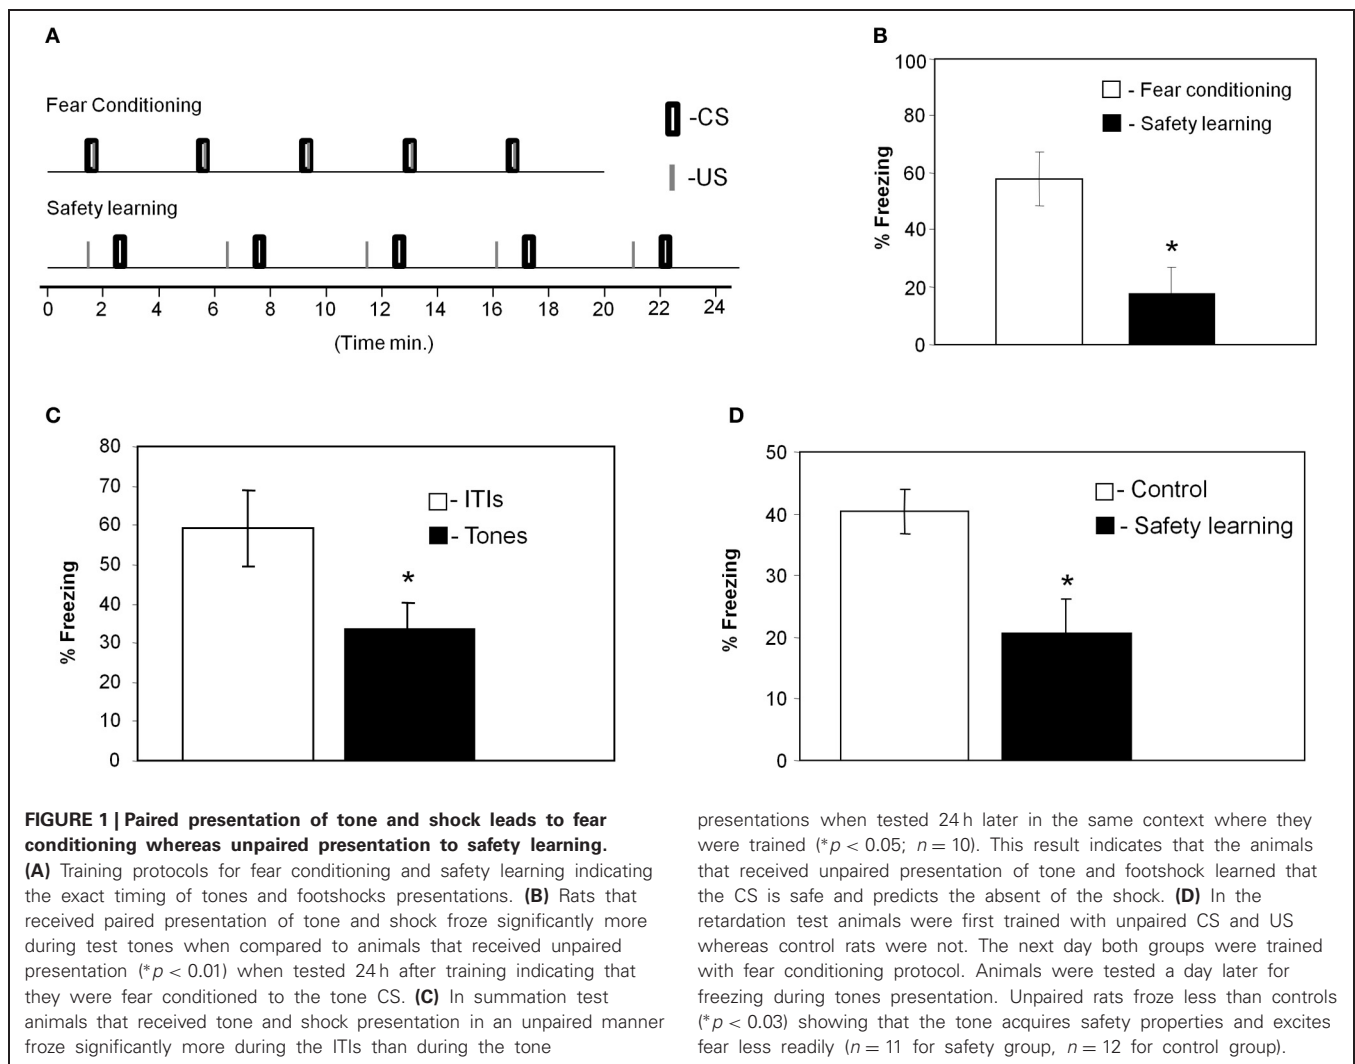 A
Fear Conditioning
-CS
-US
Safety learning
0 2 4 6 8 10 12 14 16 18 20 22 24
(Time min.)
B
100
80
60
40
20
0
% Freezing
- Fear conditioning
- Safety learning
*
C
80
70
60
50
40
30
20
10
0
% Freezing
- ITIs
- Tones
*
D
50
40
30
20
10
0
% Freezing
- Control
- Safety learning
*
FIGURE 1 | Paired presentation of tone and shock leads to fear
conditioning whereas unpaired presentation to safety learning.
(A) Training protocols for fear conditioning and safety learning indicating
the exact timing of tones and footshocks presentations. (B) Rats that
received paired presentation of tone and shock froze significantly more
during test tones when compared to animals that received unpaired
presentation (*p < 0.01) when tested 24 h after training indicating that
they were fear conditioned to the tone CS. (C) In summation test
animals that received tone and shock presentation in an unpaired manner
froze significantly more during the ITIs than during the tone
presentations when tested 24 h later in the same context where they
were trained (*p < 0.05; n = 10). This result indicates that the animals
that received unpaired presentation of tone and footshock learned that
the CS is safe and predicts the absent of the shock. (D) In the
retardation test animals were first trained with unpaired CS and US
whereas control rats were not. The next day both groups were trained
with fear conditioning protocol. Animals were tested a day later for
freezing during tones presentation. Unpaired rats froze less than controls
(*p < 0.03) showing that the tone acquires safety properties and excites
fear less readily (n = 11 for safety group, n = 12 for control group).